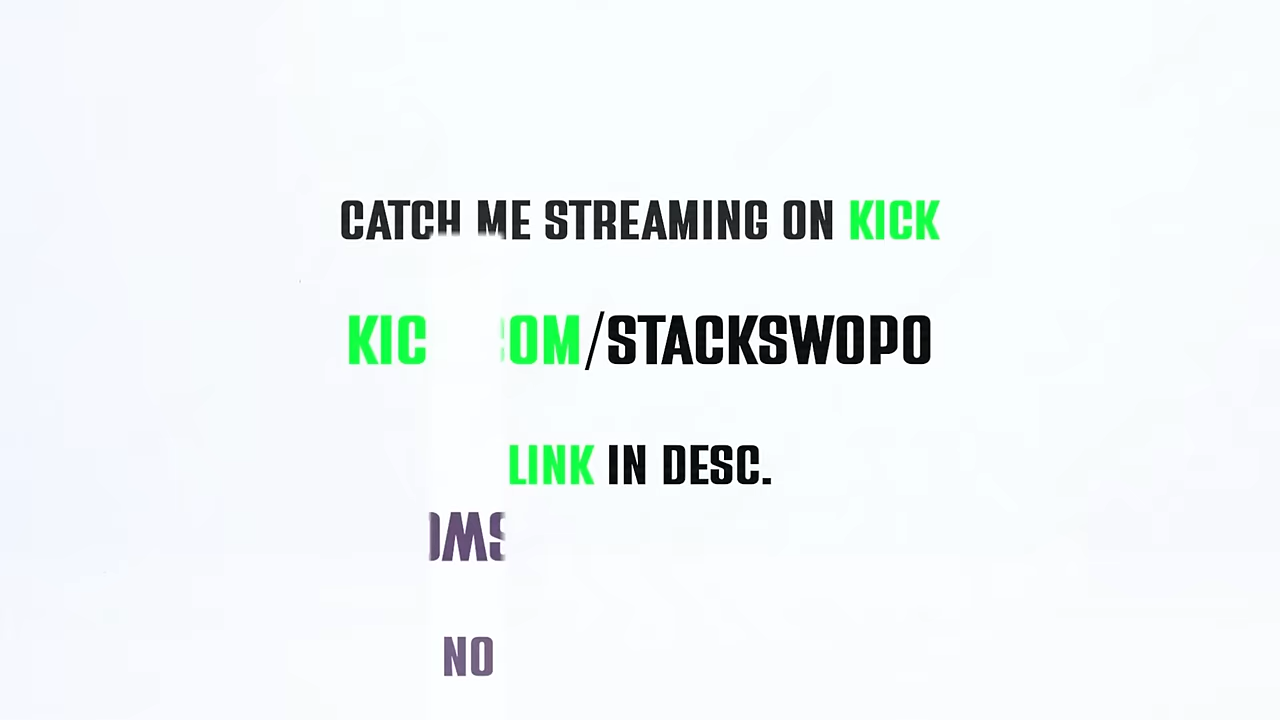 CATCH ME STREAMING ON KICK
KIC OM/STACKSWOPO
LINK IN DESC.
NO